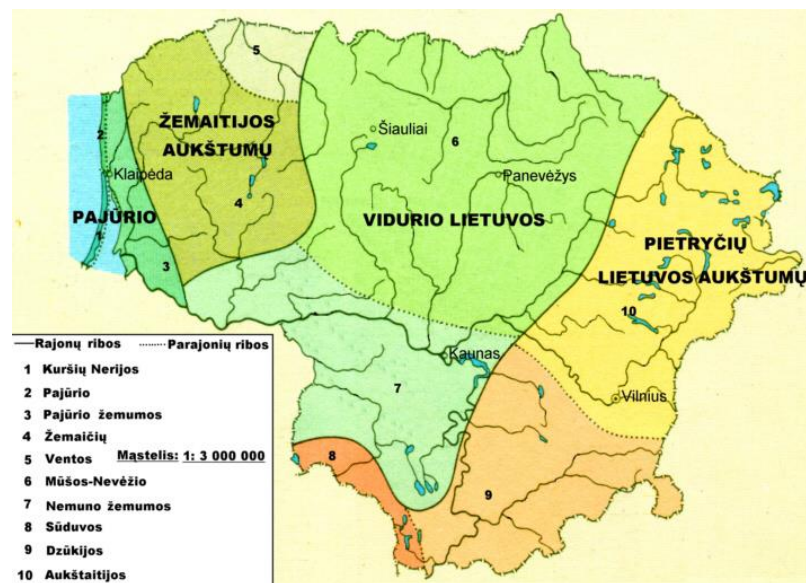 5
ŽEMAITIJOS
AUKŠTUMŲ
Šiauliai
6
2
Klaipėda
Panevėžys
4
PAJŪRIO
VIDURIO LIETUVOS
1
3
PIETRYČIŲ
LIETUVOS AUKŠTUMŲ
10
Kaunas
7
Vilnius
8
9
Rajonų ribos
Parajonių ribos
1 Kuršių Nerijos
2 Pajūrio
3 Pajūrio žemumos
4 Žemaičių
5 Ventos
Mąstelis: 1: 3 000 000
6 Mūšos-Nevėžio
7 Nemuno žemumos
8 Sūduvos
9 Dzūkijos
10 Aukštaitijos